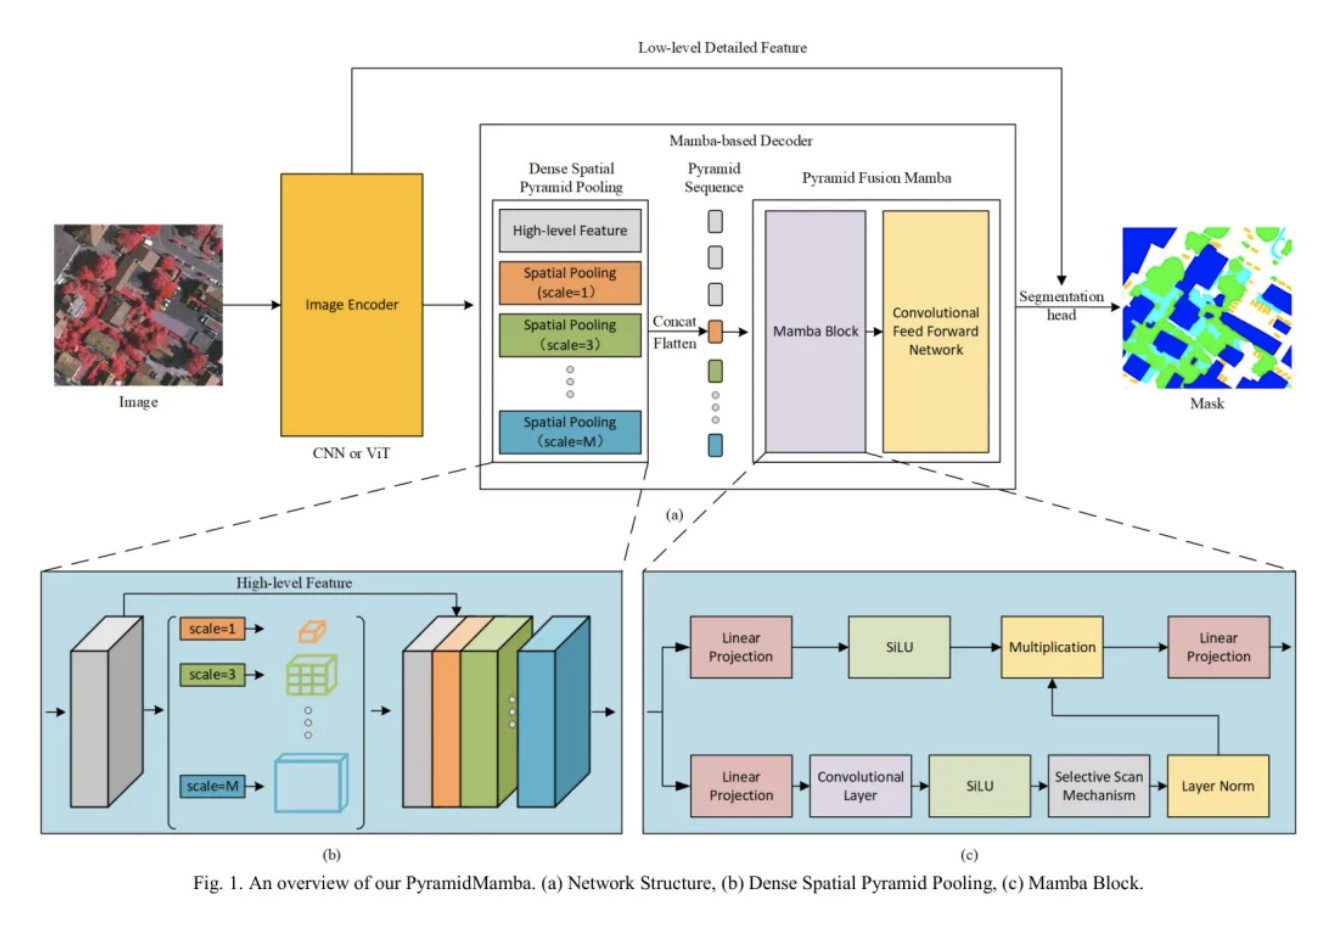 Low-level Detailed Feature
Mamba-based Decoder
Dense Spatial
Pyramid Pooling
Pyramid
Sequence
Pyramid Fusion Mamba
High-level Feature
Spatial Pooling
(scale=1)
Spatial Pooling
(scale=3)
Spatial Pooling
(scale=M)
Concat
Flatten
Image Encoder
Mamba Block
Convolutional
Feed Forward
Network
Segmentation
head
Image
CNN or ViT
Mask
(a)
High-level Feature
scale=1
scale=3
scale=M
(b)
Linear
Projection
SiLU
Multiplication
Linear
Projection
Linear
Projection
Convolutional
Layer
SiLU
Selective Scan
Mechanism
Layer Norm
(c)
Fig. 1. An overview of our PyramidMamba. (a) Network Structure, (b) Dense Spatial Pyramid Pooling, (c) Mamba Block.